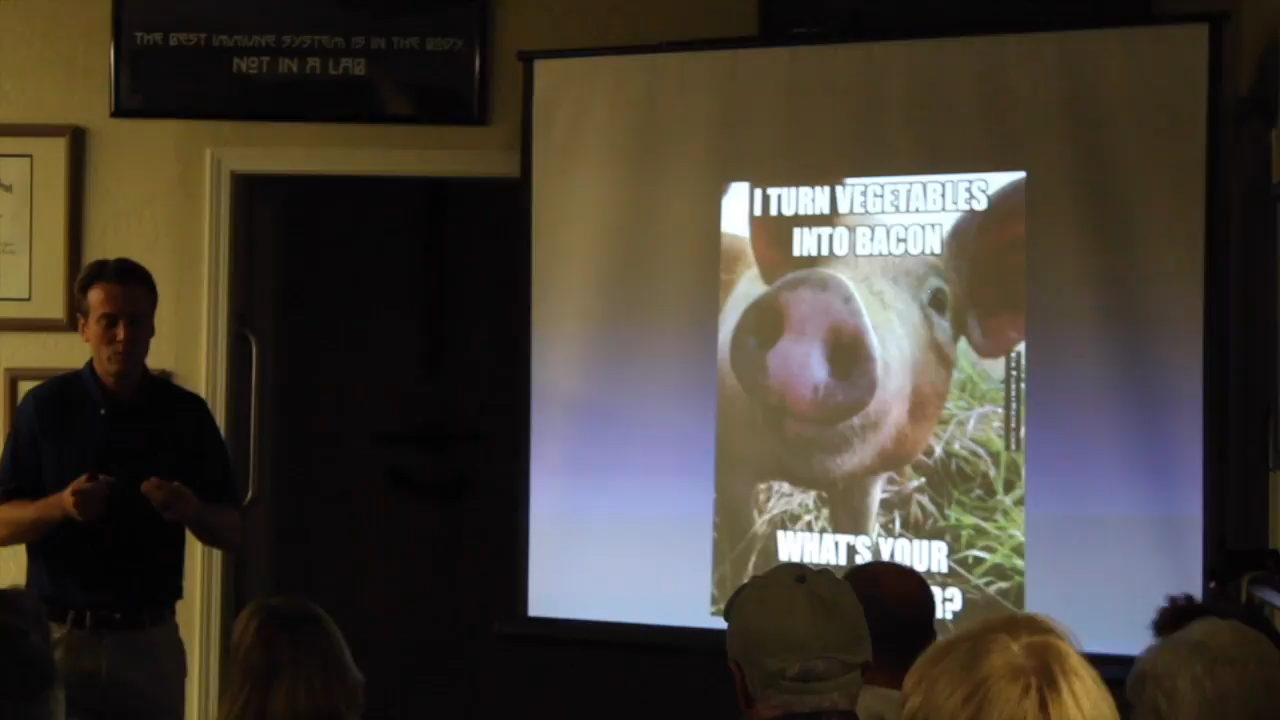 THE BEST IMMUNE SYSTEM IS IN THE BODY,
NOT IN A LAB
I TURN VEGETABLES
INTO BACON
WHAT'S YOUR
R?